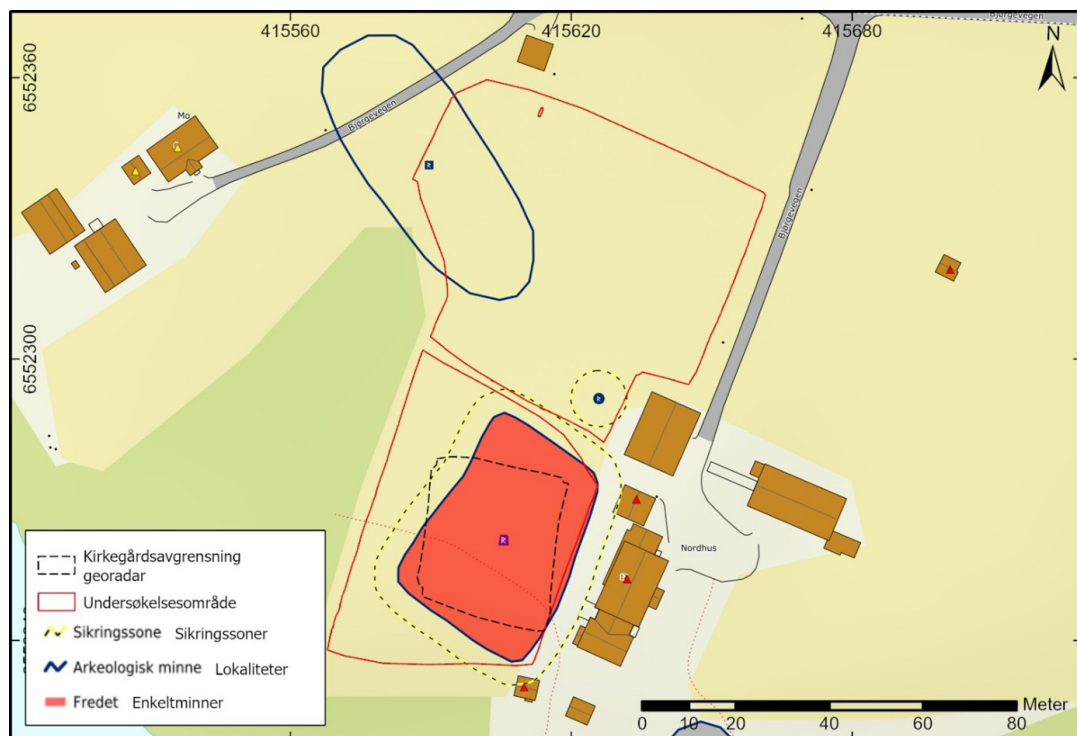 415560
415620
415680
Bjørgevegen
N
6552360
Mo
Bjørgevegen
Bjørgevegen
6552300
Nordhus
Kirkegårdsavgrensning
georadar
Undersøkelsesområde
Sikringssone Sikringssoner
Arkeologisk minne Lokaliteter
Fredet Enkeltminner
Meter
0 10 20 40 60 80